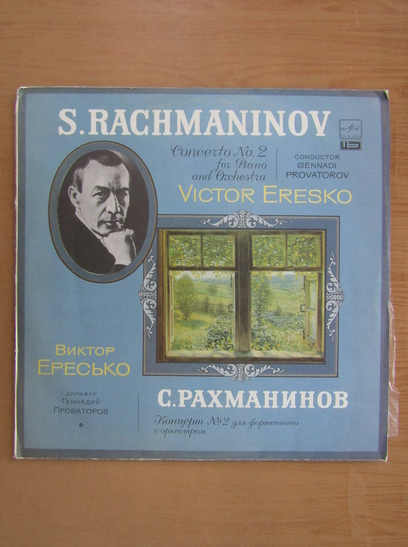 S. RACHMANINOV
Concerto No. 2
for Piano
and Orchestra
CONDUCTOR
GENNADI
PROVATOROV
VICTOR ERESKO
ВИКТОР
ЕРЕСЬКО
ДИРИЖЕР
ГЕННАДИЙ
ПРОВАТОРОВ
С. РАХМАНИНОВ
Концерт №2 для фортепиано
с оркестром